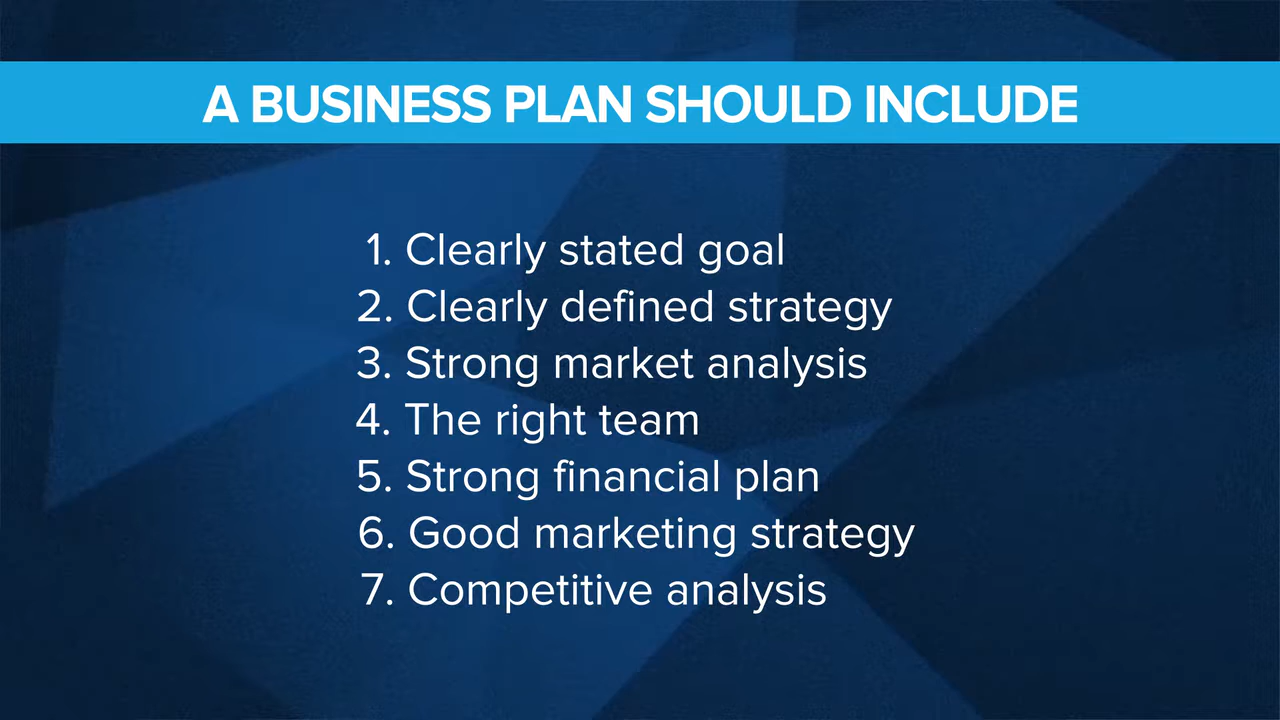 A BUSINESS PLAN SHOULD INCLUDE
1. Clearly stated goal
2. Clearly defined strategy
3. Strong market analysis
4. The right team
5. Strong financial plan
6. Good marketing strategy
7. Competitive analysis